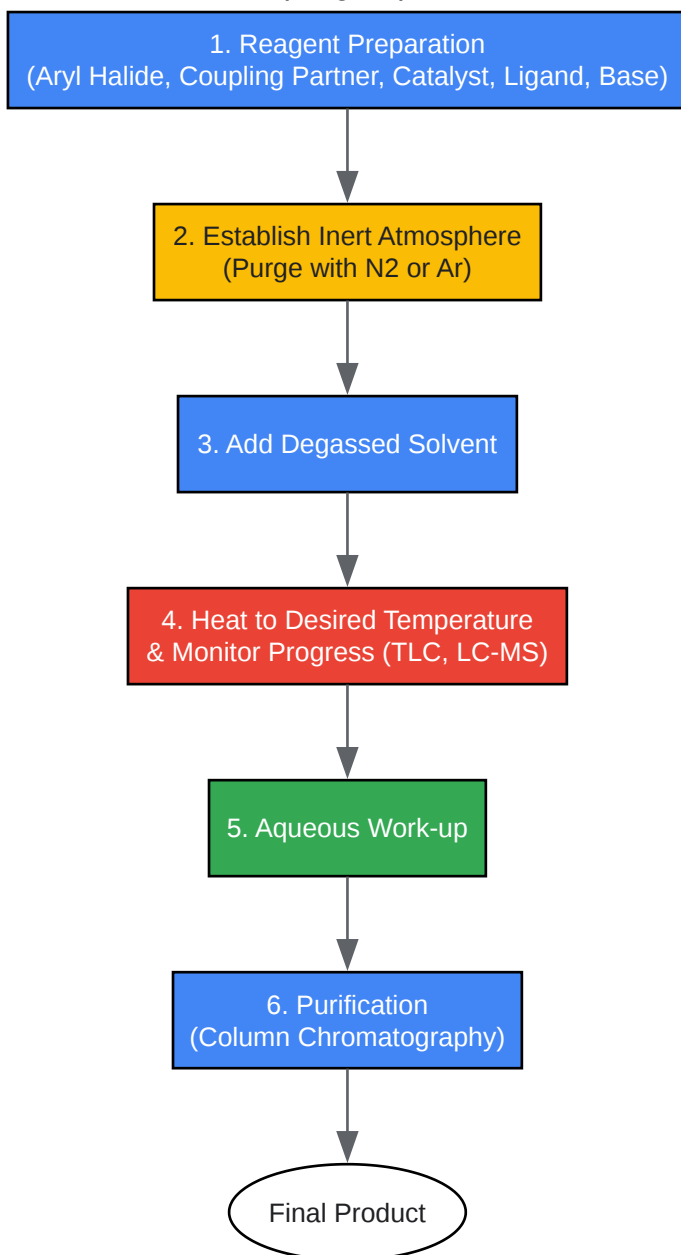 1. Reagent Preparation
(Aryl Halide, Coupling Partner, Catalyst, Ligand, Base)
2. Establish Inert Atmosphere
(Purge with N2 or Ar)
3. Add Degassed Solvent
4. Heat to Desired Temperature
& Monitor Progress (TLC, LC-MS)
5. Aqueous Work-up
6. Purification
(Column Chromatography)
Final Product